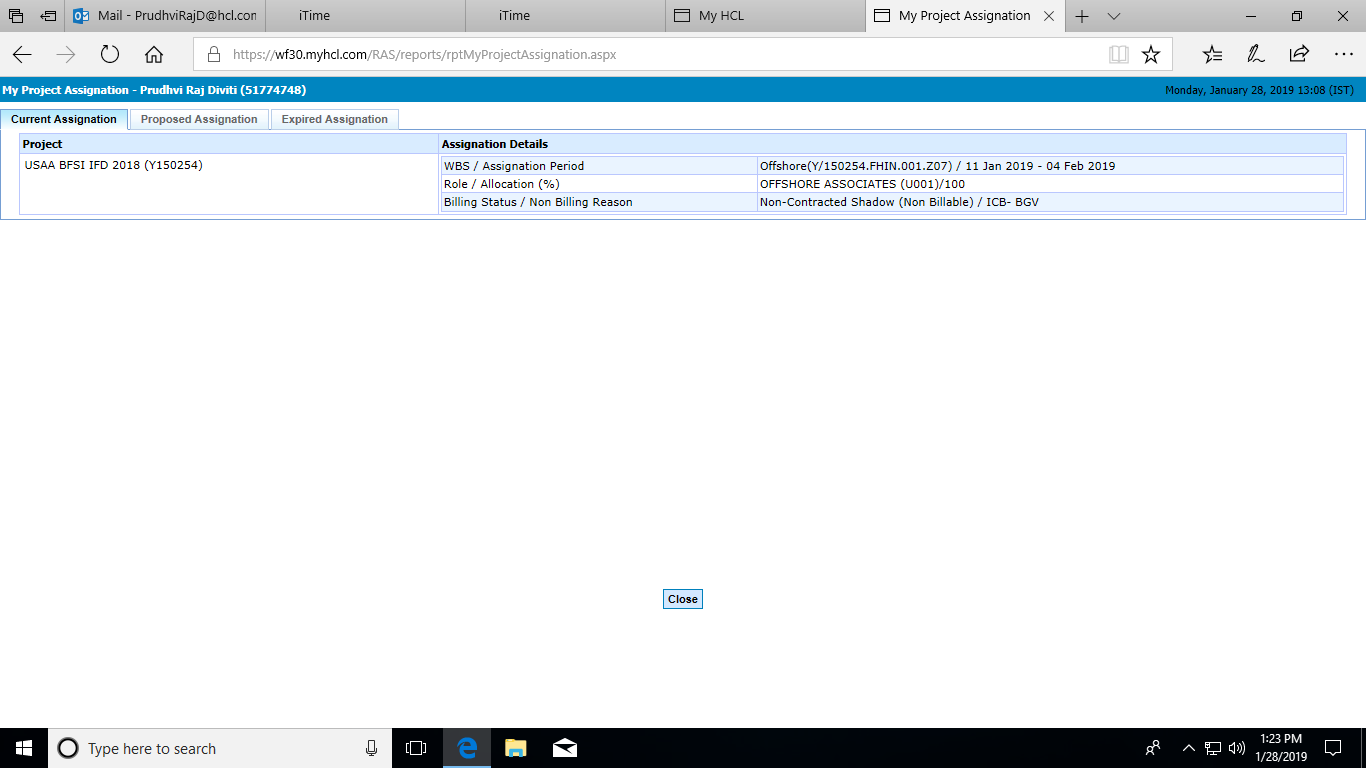 Mail - PrudhviRajD@hcl.con
iTime
iTime
My HCL
My Project Assignation
https://wf30.myhcl.com/RAS/reports/rptMyProjectAssignation.aspx
My Project Assignation - Prudhvi Raj Diviti (51774748)
Monday, January 28, 2019 13:08 (IST)
Current Assignation
Proposed Assignation
Expired Assignation
Project
Assignation Details
USAA BFSI IFD 2018 (Y150254)
WBS / Assignation Period
Offshore(Y/150254.FHIN.001.Z07) / 11 Jan 2019 - 04 Feb 2019
Role / Allocation (%)
OFFSHORE ASSOCIATES (U001)/100
Billing Status / Non Billing Reason
Non-Contracted Shadow (Non Billable) / ICB- BGV
Close
Type here to search
1:23 PM
1/28/2019